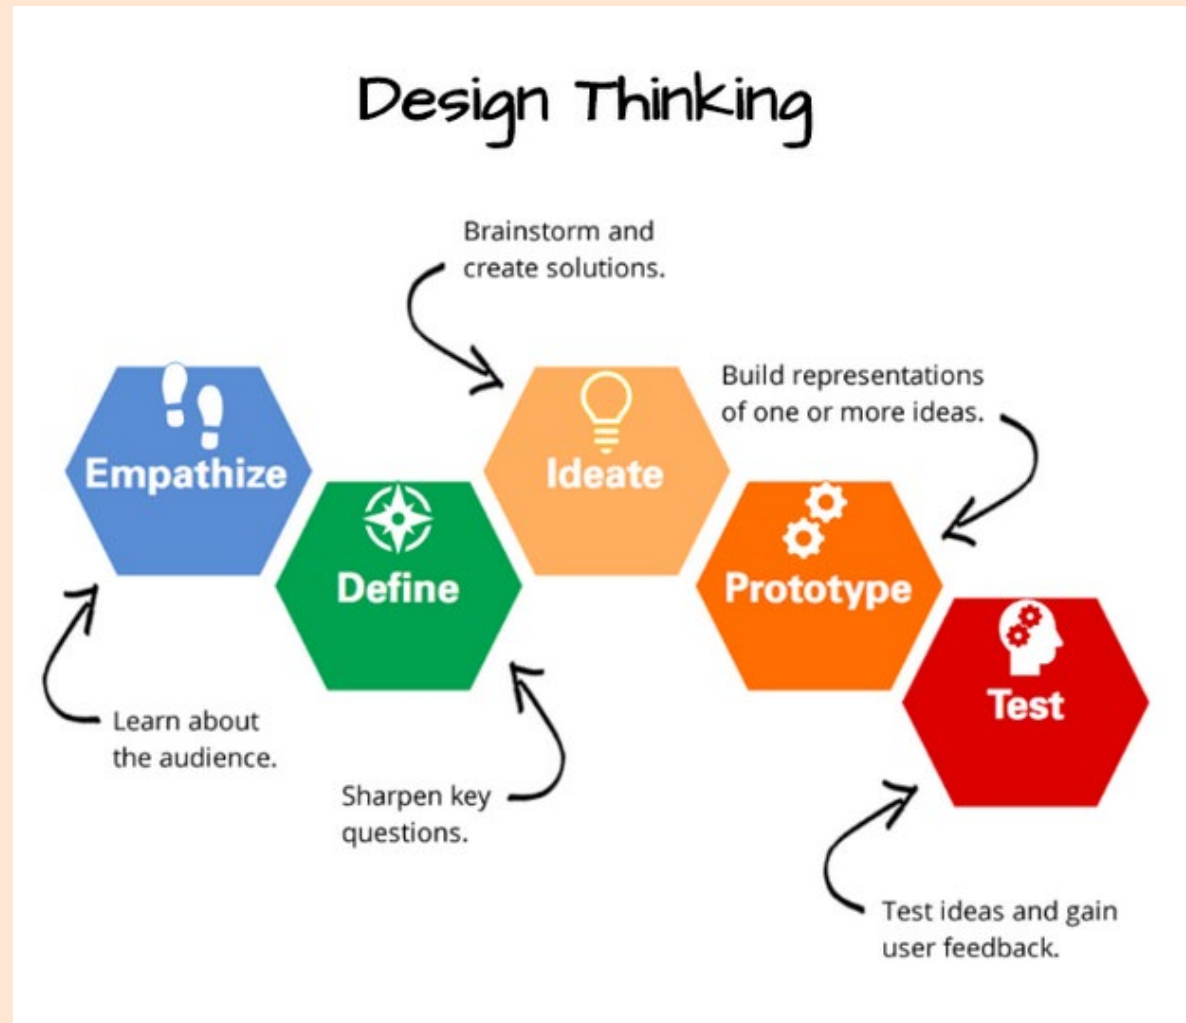 Design Thinking
Brainstorm and
create solutions.
Build representations
of one or more ideas.
Empathize
Ideate
Define
Prototype
Test
Learn about
the audience.
Sharpen key
questions.
Test ideas and gain
user feedback.